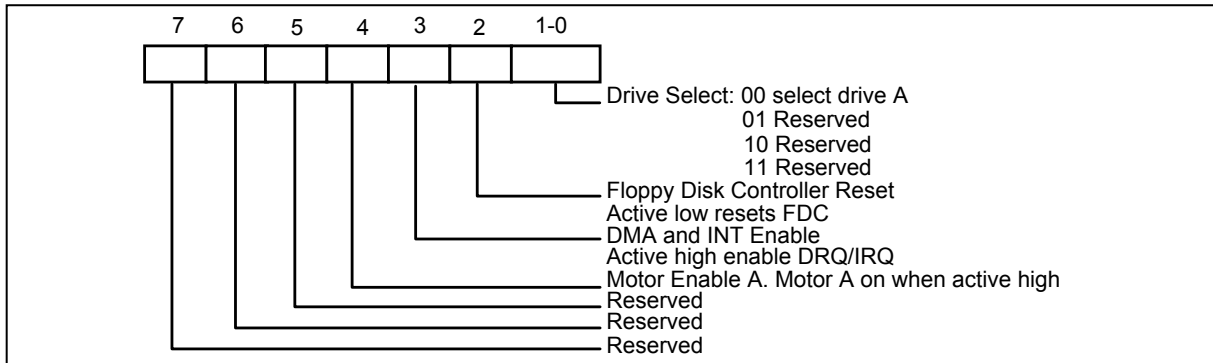 7 6 5 4 3 2 1-0
Drive Select: 00 select drive A
01 Reserved
10 Reserved
11 Reserved
Floppy Disk Controller Reset
Active low resets FDC
DMA and INT Enable
Active high enable DRQ/IRQ
Motor Enable A. Motor A on when active high
Reserved
Reserved
Reserved